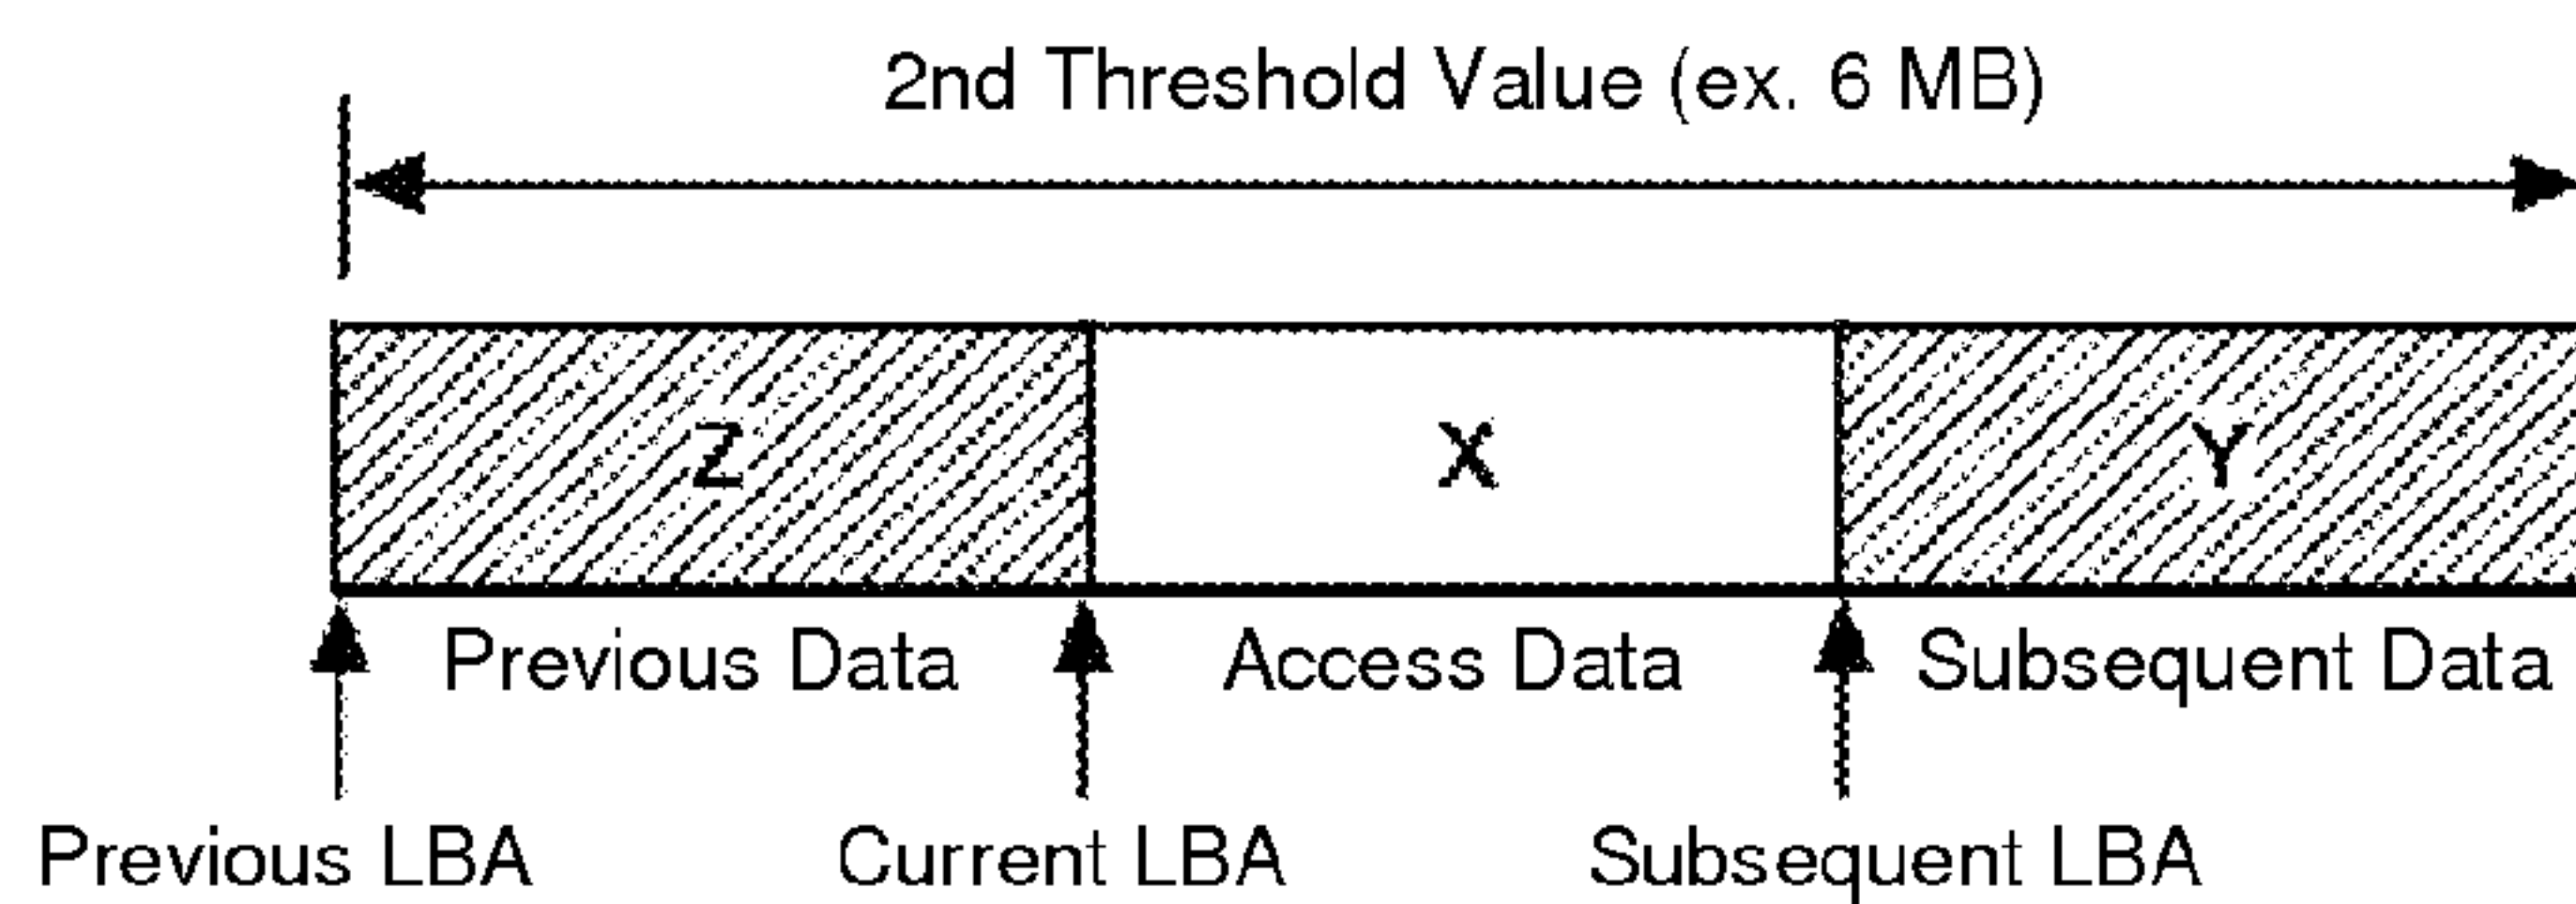 2nd Threshold Value (ex. 6 MB)
Z X Y
Previous Data Access Data Subsequent Data
Previous LBA Current LBA Subsequent LBA